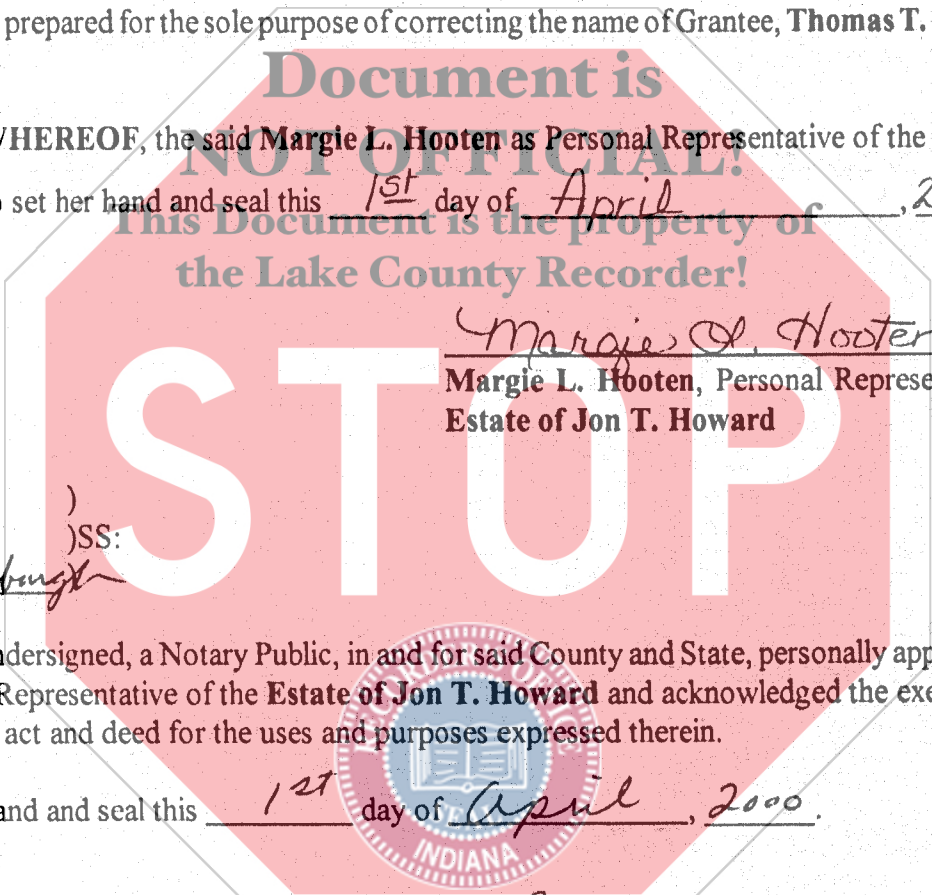 prepared for the sole purpose of correcting the name of Grantee, Thomas T.
Document is
HEREOF, the said Margie L. Hooten as Personal Representative of the
NOT OFFICIAL!
set her hand and seal this 1st day of April, 2
This Document is the property of
the Lake County Recorder!
Margie L. Hooten
Margie L. Hooten, Personal Represe
Estate of Jon T. Howard
STOP
)
)SS:
ndersigned, a Notary Public, in and for said County and State, personally app
Representative of the Estate of Jon T. Howard and acknowledged the exe
act and deed for the uses and purposes expressed therein.
and and seal this 1st day of April, 2000.
INDIANA